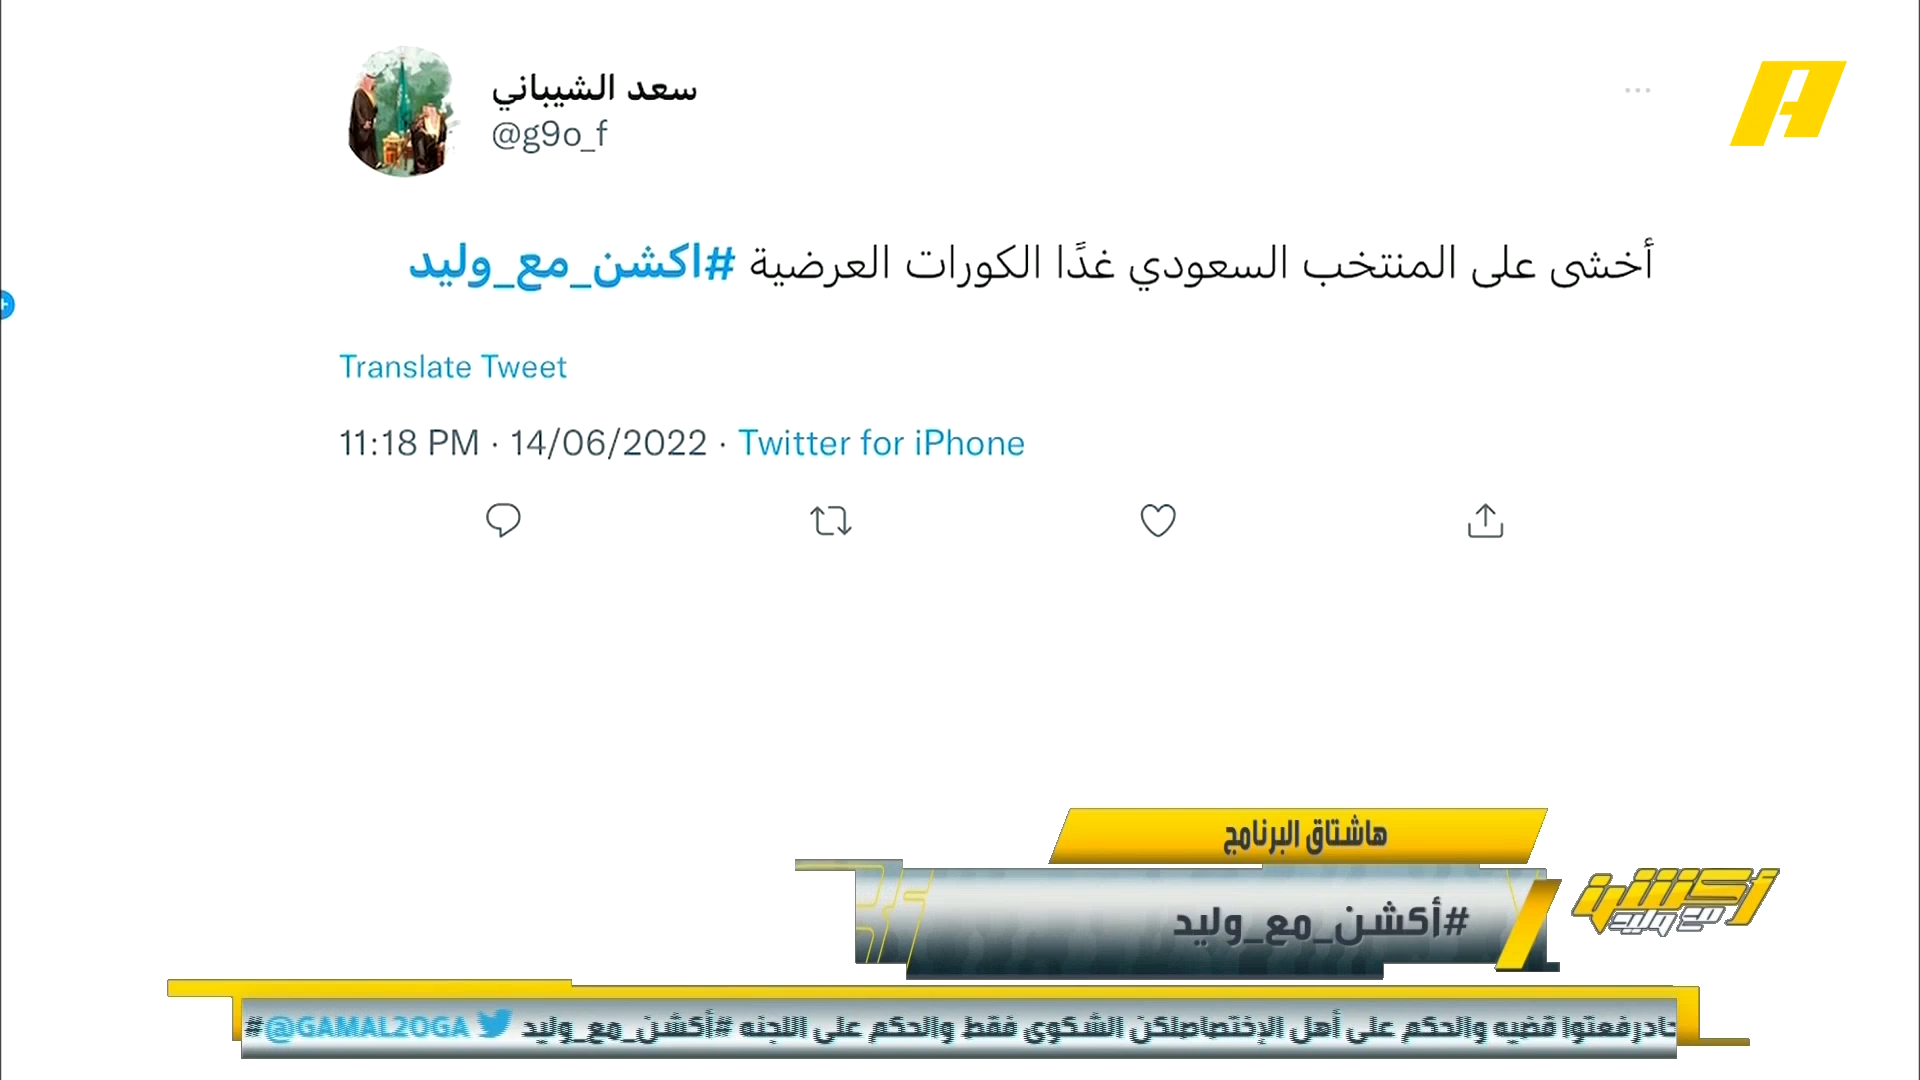 سعد الشيباني
@g9o_f
أخشى على المنتخب السعودي غدًا الكورات العرضية #اكشن_مع_وليد
Translate Tweet
11:18 PM · 14/06/2022 · Twitter for iPhone
هاشتاق البرنامج
#أكشن_مع_وليد
أكشن مع وليد
رفعتوا قضيه والحكم على أهل الإختصاصلكن الشكوى فقط والحكم على اللجنه #أكشن_مع_وليد @GAMAL2OGA #